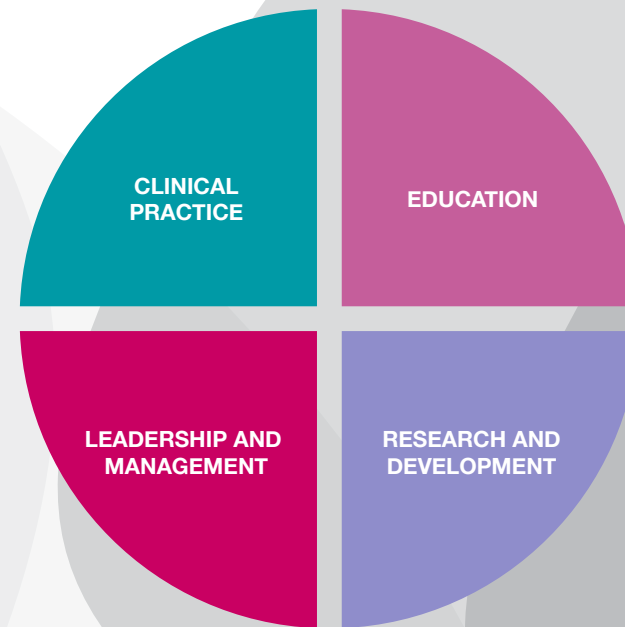 CLINICAL
PRACTICE
EDUCATION
LEADERSHIP AND
MANAGEMENT
RESEARCH AND
DEVELOPMENT